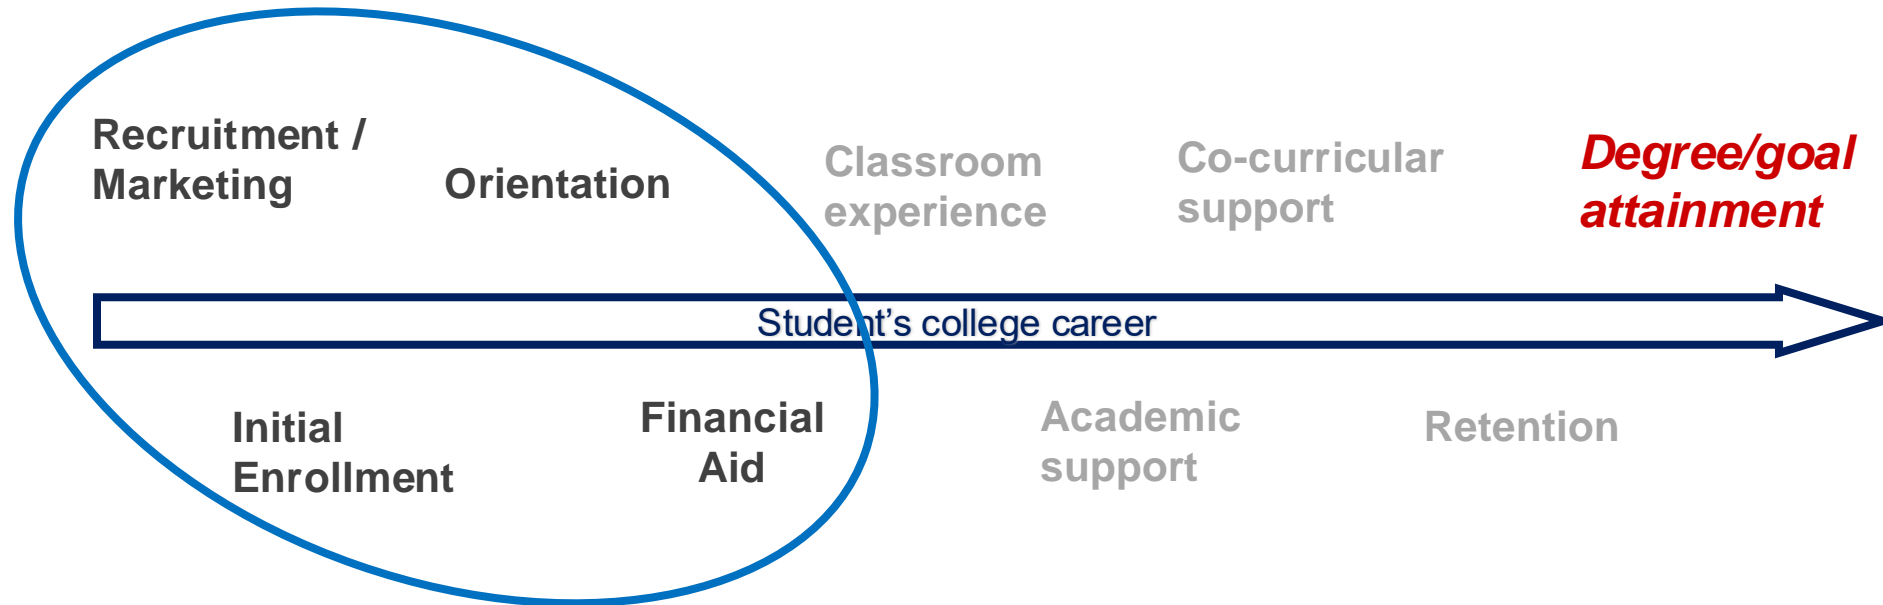 Recruitment /
Marketing
Orientation
Classroom
experience
Co-curricular
support
Degree/goal
attainment
Student’s college career
Initial
Enrollment
Financial
Aid
Academic
support
Retention